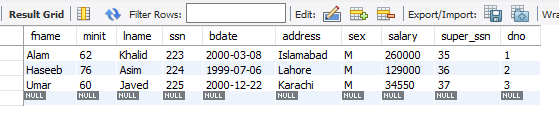 Result Grid Filter Rows: Edit: Export/Import: Wra
fname minit lname ssn bdate address sex salary super_ssn dno
Alam 62 Khalid 223 2000-03-08 Islamabad M 260000 35 1
Haseeb 76 Asim 224 1999-07-06 Lahore M 129000 36 2
Umar 60 Javed 225 2000-12-22 Karachi M 34550 37 3
NULL NULL NULL NULL NULL NULL NULL NULL NULL NULL